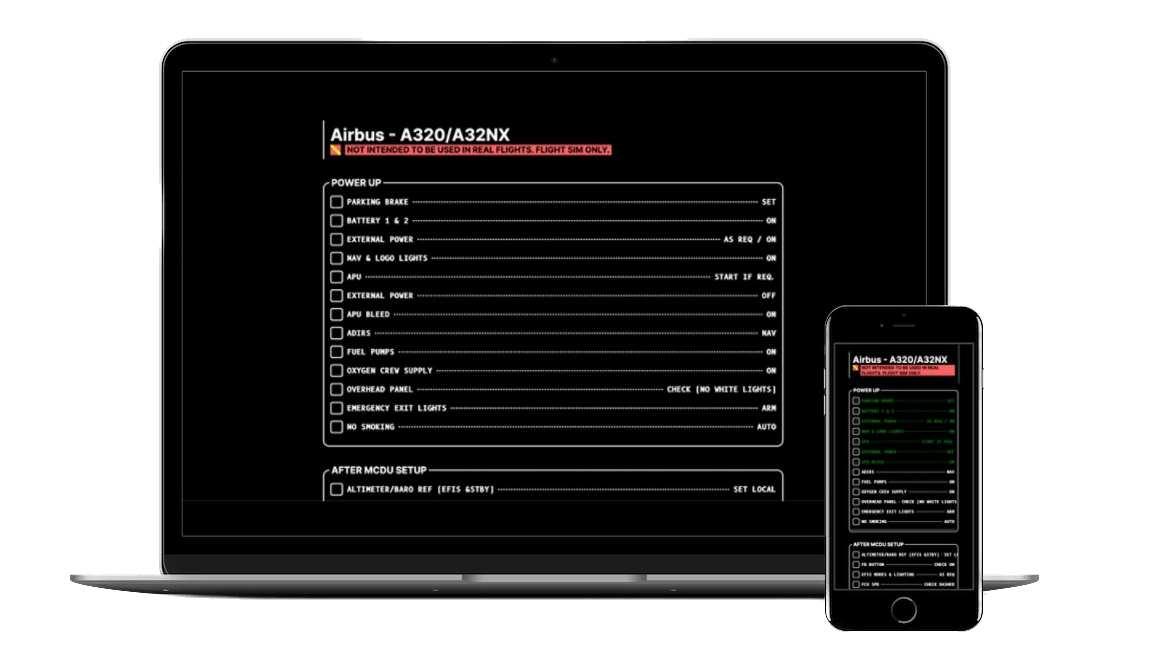 Airbus - A320/A32NX
NOT INTENDED TO BE USED IN REAL FLIGHTS. FLIGHT SIM ONLY.
POWER UP
PARKING BRAKE SET
BATTERY 1 & 2 ON
EXTERNAL POWER AS REQ / ON
NAV & LOGO LIGHTS ON
APU START IF REQ.
EXTERNAL POWER OFF
APU BLEED ON
ADIRS NAV
FUEL PUMPS ON
OXYGEN CREW SUPPLY ON
OVERHEAD PANEL CHECK [NO WHITE LIGHTS]
EMERGENCY EXIT LIGHTS ARM
NO SMOKING AUTO
AFTER MCDU SETUP
ALTIMETER/BARO REF [EFIS &STBY] SET LOCAL
Airbus - A320/A32NX
NOT INTENDED TO BE USED IN REAL
FLIGHTS. FLIGHT SIM ONLY.
POWER UP
PARKING BRAKE SET
BATTERY 1 & 2 ON
EXTERNAL POWER AS REQ / ON
NAV & LOGO LIGHTS ON
APU START IF REQ.
EXTERNAL POWER OFF
APU BLEED ON
ADIRS NAV
FUEL PUMPS ON
OXYGEN CREW SUPPLY ON
OVERHEAD PANEL - CHECK [NO WHITE LIGHTS
EMERGENCY EXIT LIGHTS ARM
NO SMOKING AUTO
AFTER MCDU SETUP
ALTIMETER/BARO REF [EFIS &STBY] - SET L
FD BUTTON CHECK ON
EFIS MODES & LIGHTING AS REQ
FCU SPD CHECK DASHED